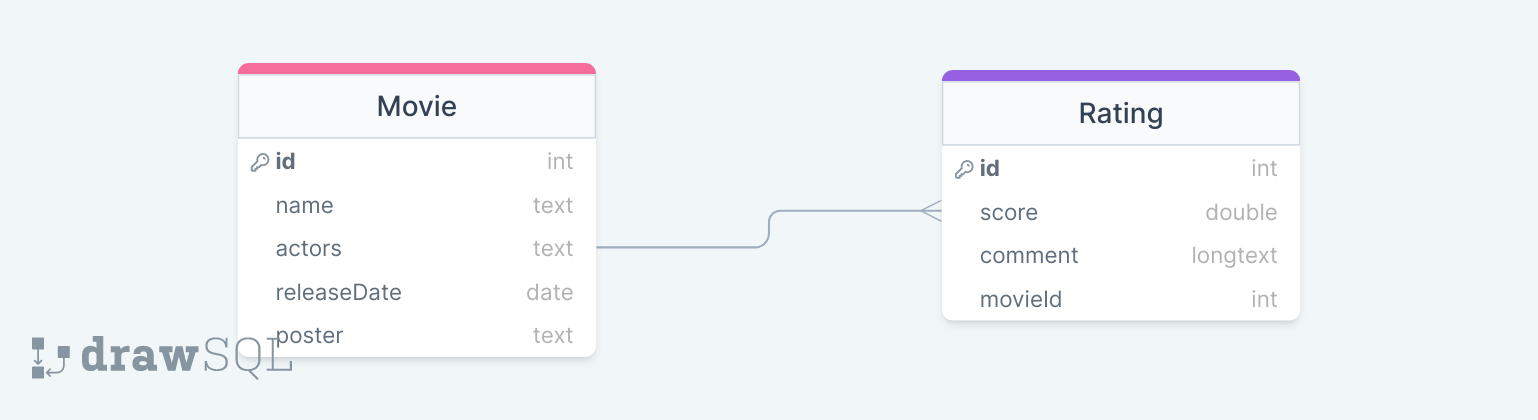 Movie
id int
name text
actors text
releaseDate date
poster text
Rating
id int
score double
comment longtext
movieId int
drawSQL